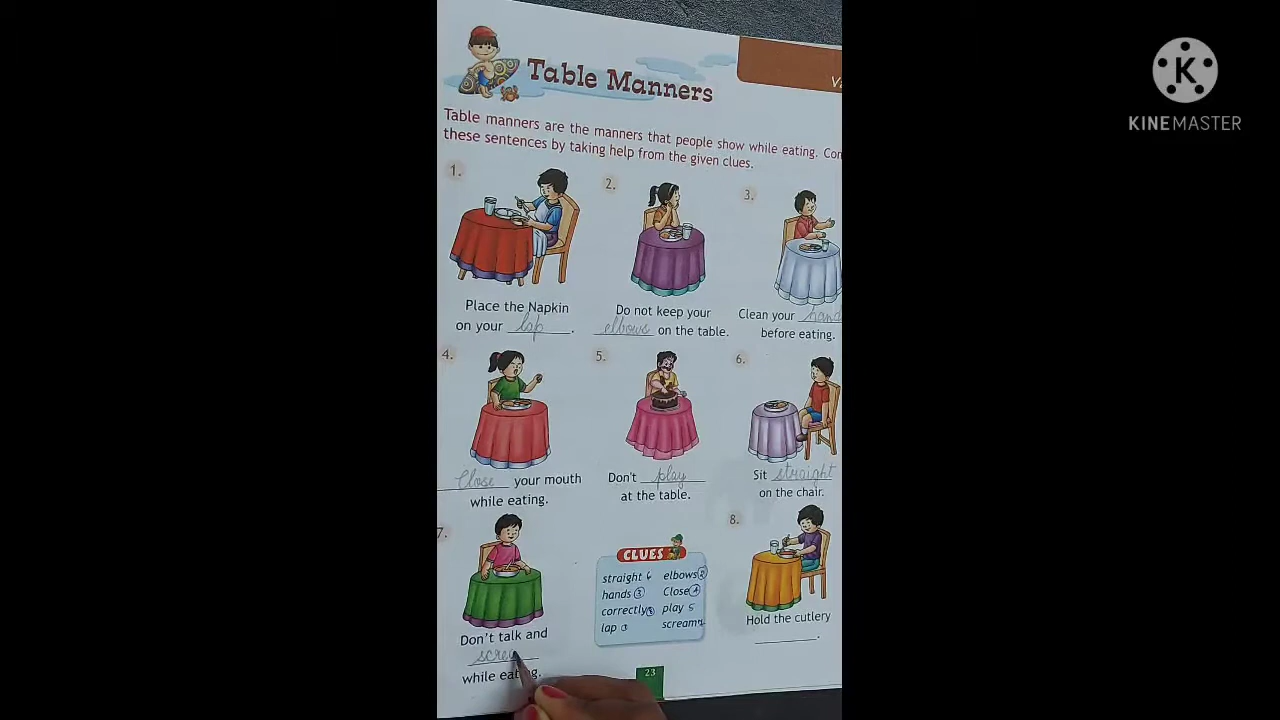 Table Manners
Table manners are the manners that people show while eating.
these sentences by taking help from the given clues.
1.
2.
3.
Place the Napkin
on your lap.
Do not keep your
elbows on the table.
Clean your hand
before eating.
4.
5.
6.
Close your mouth
while eating.
Don't play
at the table.
Sit straight
on the chair.
7.
8.
CLUES
straight 6 elbows 2
hands 3 Close 4
correctly 8 play 5
lap 1 scream
Don't talk and
while eating.
Hold the cutlery
____.
23
K
KINEMASTER